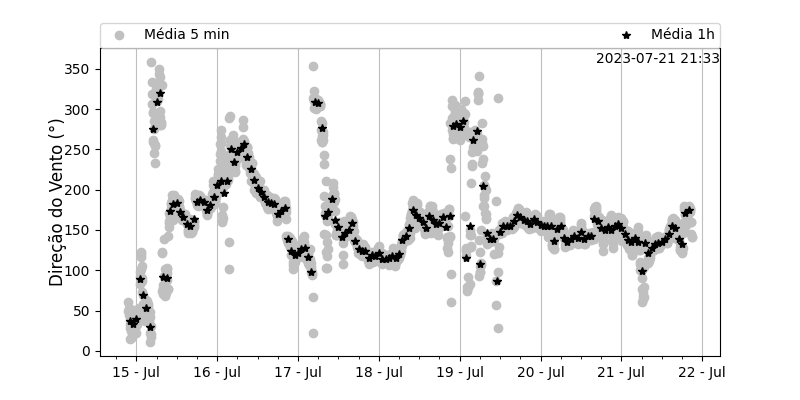 Média 5 min
Média 1h
2023-07-21 21:33
Direção do Vento (°)
350
300
250
200
150
100
50
0
15 - Jul
16 - Jul
17 - Jul
18 - Jul
19 - Jul
20 - Jul
21 - Jul
22 - Jul